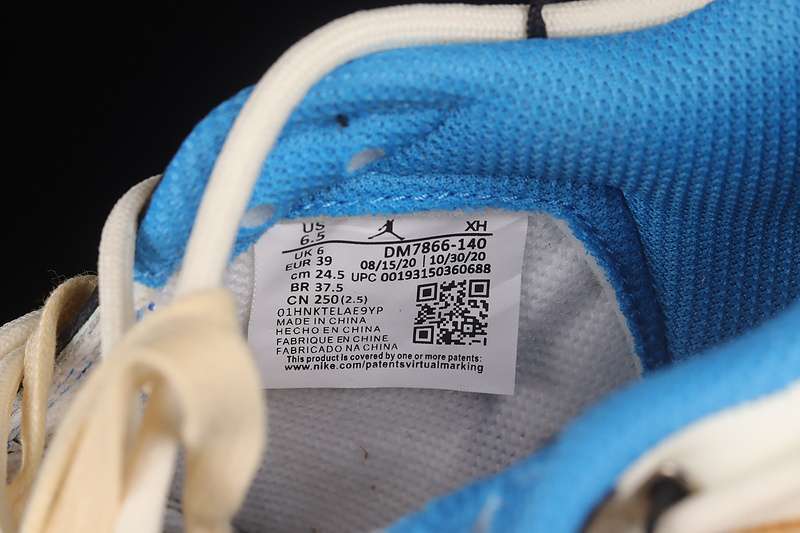 US XH
6.5
UK 6 DM7866-140
EUR 39 08/15/20 | 10/30/20
cm 24.5 UPC 00193150360688
BR 37.5
CN 250 (2.5)
01HNKTELAE9YP
MADE IN CHINA
HECHO EN CHINA
FABRIQUE EN CHINE
FABRICADO NA CHINA
This product is covered by one or more patents:
www.nike.com/patentsvirtualmarking